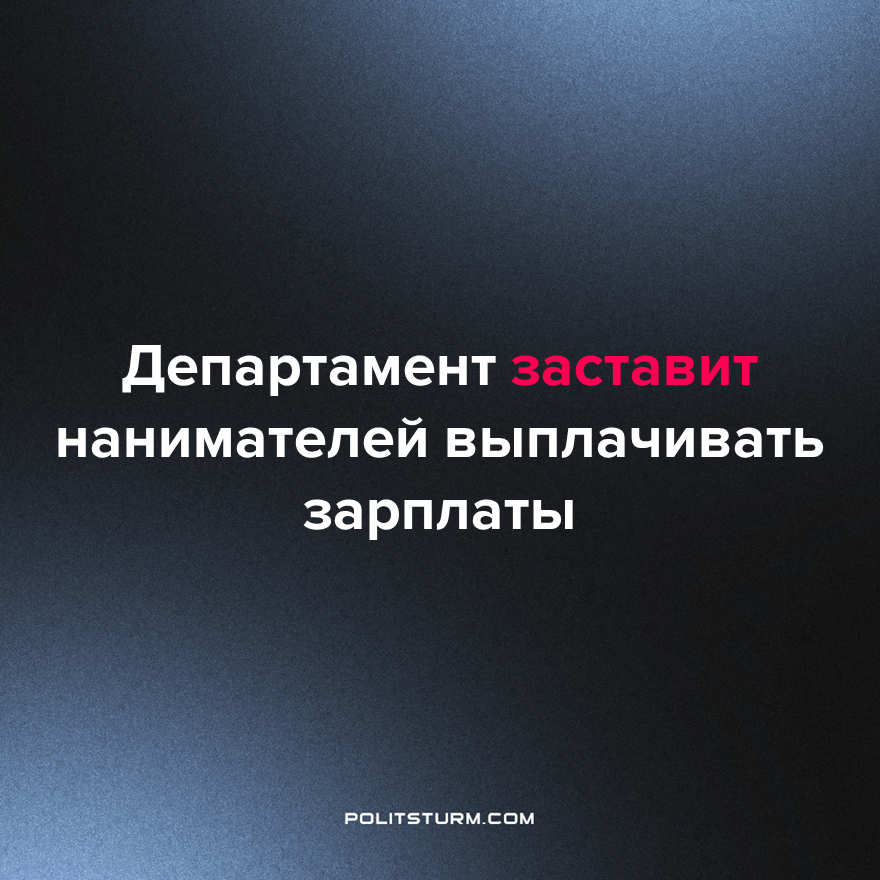 Департамент заставит
нанимателей выплачивать
зарплаты
POLITSTURM.COM